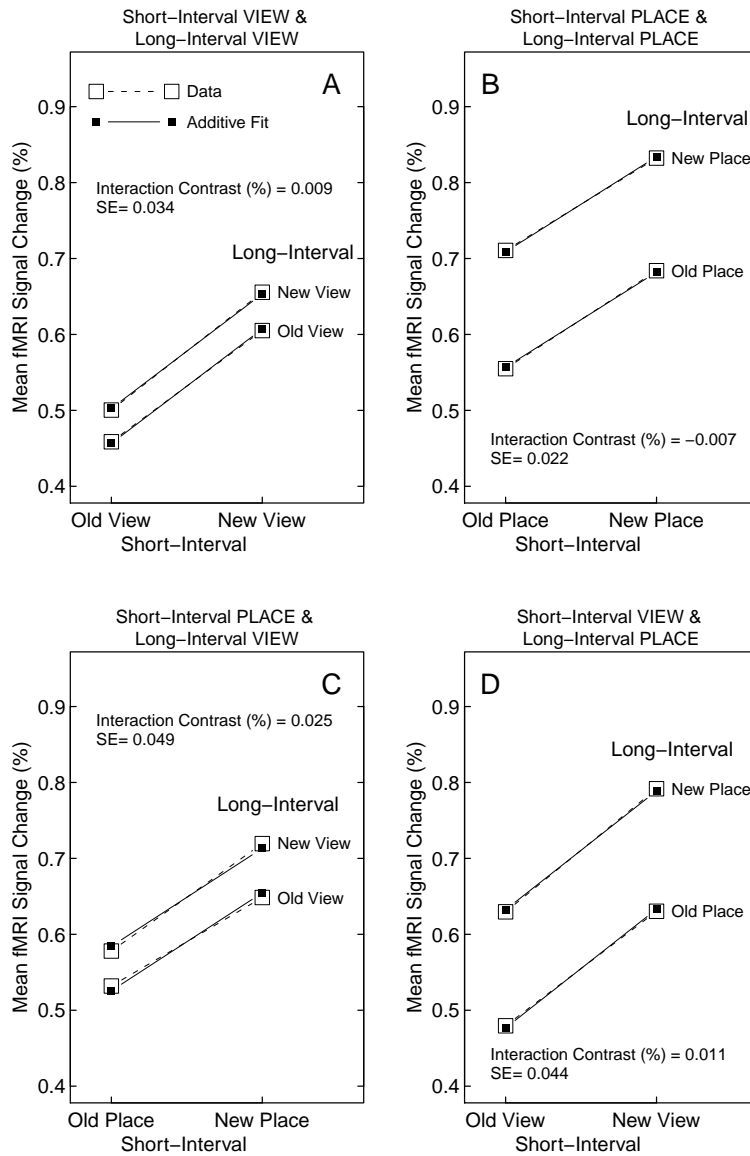 Short−Interval VIEW &
Long−Interval VIEW
A
Data
Additive Fit
Interaction Contrast (%) = 0.009
SE= 0.034
Long−Interval
New View
Old View
0.9
0.8
0.7
0.6
0.5
0.4
Mean fMRI Signal Change (%)
Old View New View
Short−Interval
Short−Interval PLACE &
Long−Interval PLACE
B
Long−Interval
New Place
Old Place
Interaction Contrast (%) = −0.007
SE= 0.022
0.9
0.8
0.7
0.6
0.5
0.4
Mean fMRI Signal Change (%)
Old Place New Place
Short−Interval
Short−Interval PLACE &
Long−Interval VIEW
C
Interaction Contrast (%) = 0.025
SE= 0.049
Long−Interval
New View
Old View
0.9
0.8
0.7
0.6
0.5
0.4
Mean fMRI Signal Change (%)
Old Place New Place
Short−Interval
Short−Interval VIEW &
Long−Interval PLACE
D
Long−Interval
New Place
Old Place
Interaction Contrast (%) = 0.011
SE= 0.044
0.9
0.8
0.7
0.6
0.5
0.4
Mean fMRI Signal Change (%)
Old View New View
Short−Interval